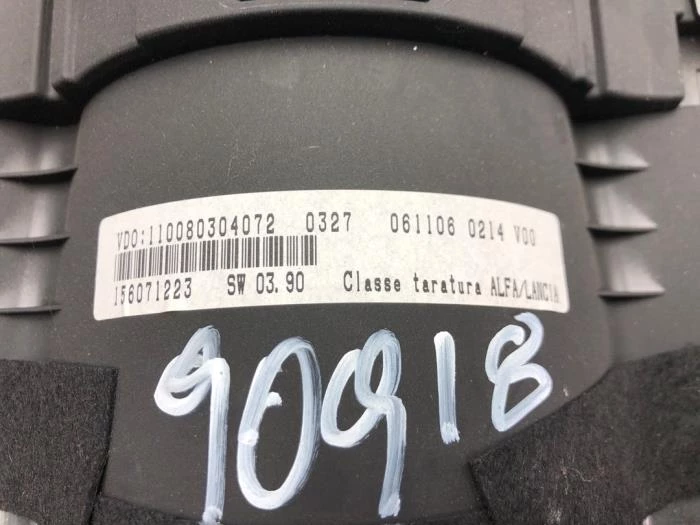 VDO:110080304072 0327 061106 0214 V00
156071223 SW 03.90 Classe taratura ALFA/LANCIA
90918